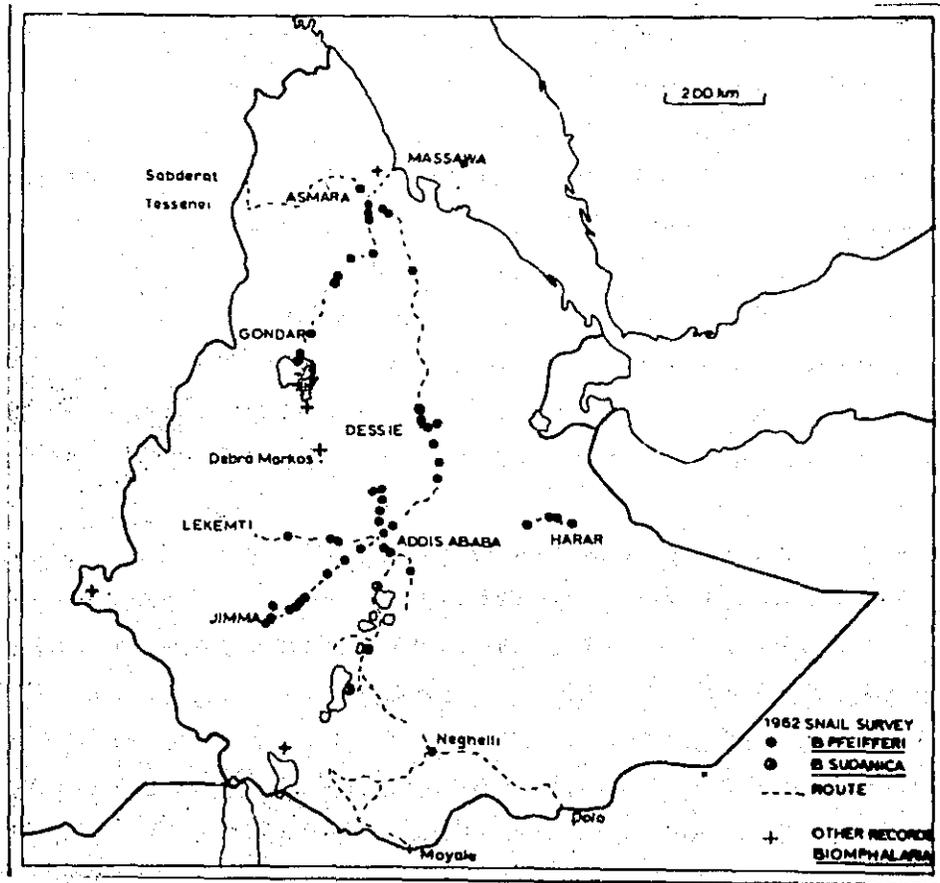 200 km
MASSAWA
Sabderat
ASMARA
Tessenei
GONDAR
DESSIE
Debra Markos
LEKEMTI
ADDIS ABABA
HARAR
JIMMA
1962 SNAIL SURVEY
B PFEIFFERI
B SUDANICA
ROUTE
Neghelli
Dolo
OTHER RECORDS
BIOMPHALARIA
Moyale